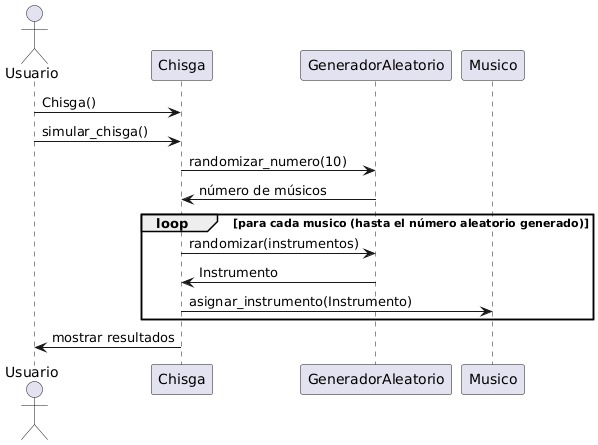 Usuario
Chisga
GeneradorAleatorio
Musico
Chisga()
simular_chisga()
randomizar_numero(10)
número de músicos
loop
[para cada musico (hasta el número aleatorio generado)]
randomizar(instrumentos)
Instrumento
asignar_instrumento(Instrumento)
mostrar resultados
Usuario
Chisga
GeneradorAleatorio
Musico